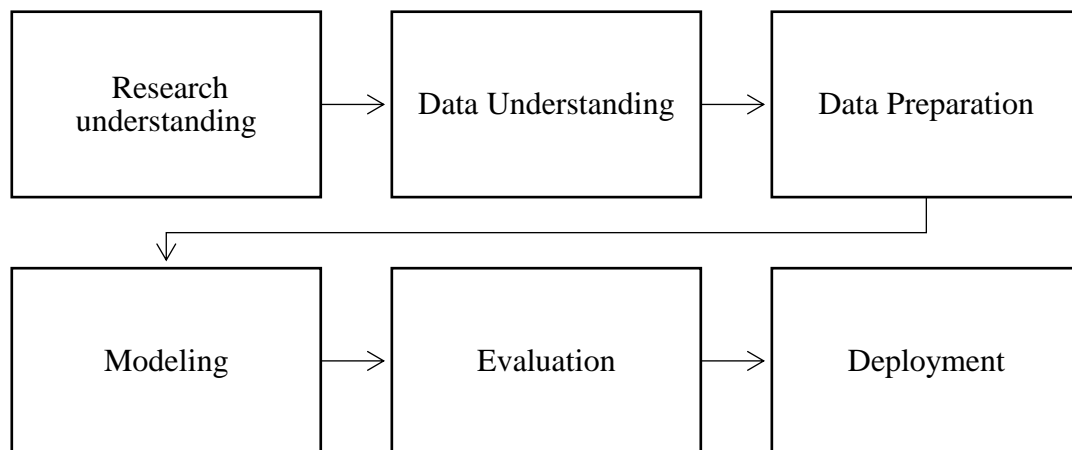 Research
understanding
Data Understanding
Data Preparation
Modeling
Evaluation
Deployment